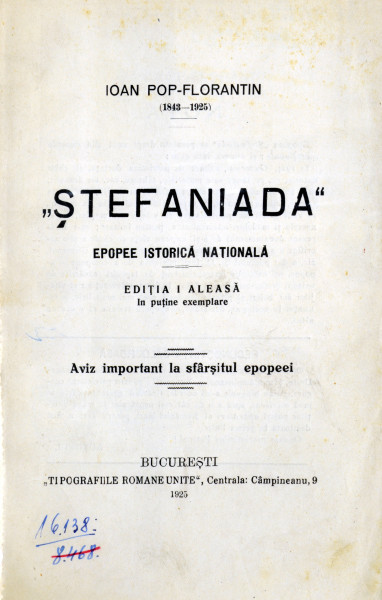 IOAN POP-FLORANTIN
(1843—1925)
„ȘTEFANIADA“
EPOPEE ISTORICĂ NAȚIONALĂ
EDIȚIA I ALEASĂ
In puține exemplare
Aviz important la sfârșitul epopeei
BUCUREȘTI
„TIPOGRAFIILE ROMANE UNITE“, Centrala: Câmpineanu, 9
1925
16.138:
8.468.